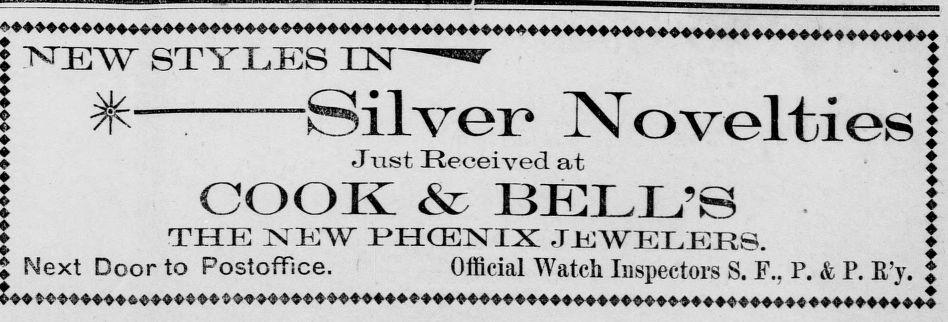 NEW STYLES IN
Silver Novelties
Just Received at
COOK & BELL'S
THE NEW PHŒNIX JEWELERS.
Next Door to Postoffice. Official Watch Inspectors S. F., P. & P. R'y.